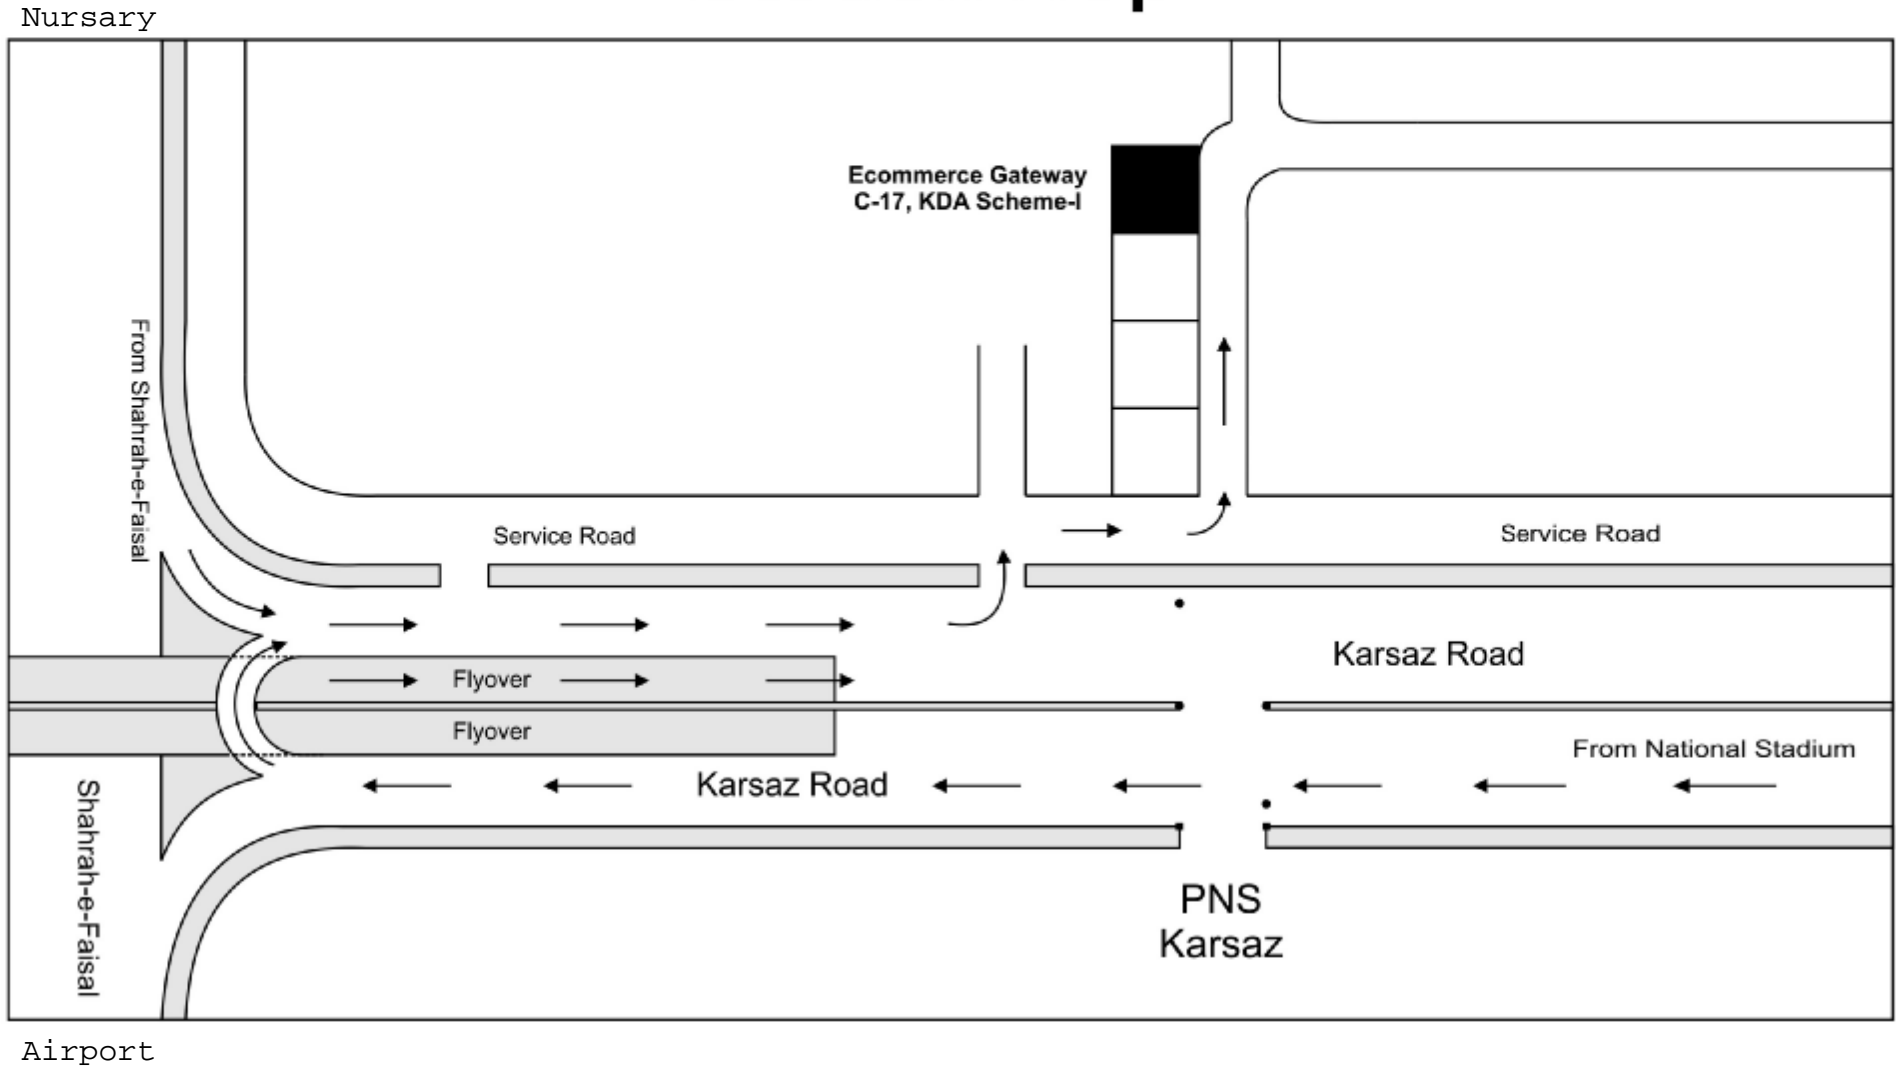 Nursary
Ecommerce Gateway
C-17, KDA Scheme-I
From Shahrah-e-Faisal
Service Road
Service Road
Karsaz Road
Flyover
Flyover
From National Stadium
Karsaz Road
Shahrah-e-Faisal
PNS
Karsaz
Airport